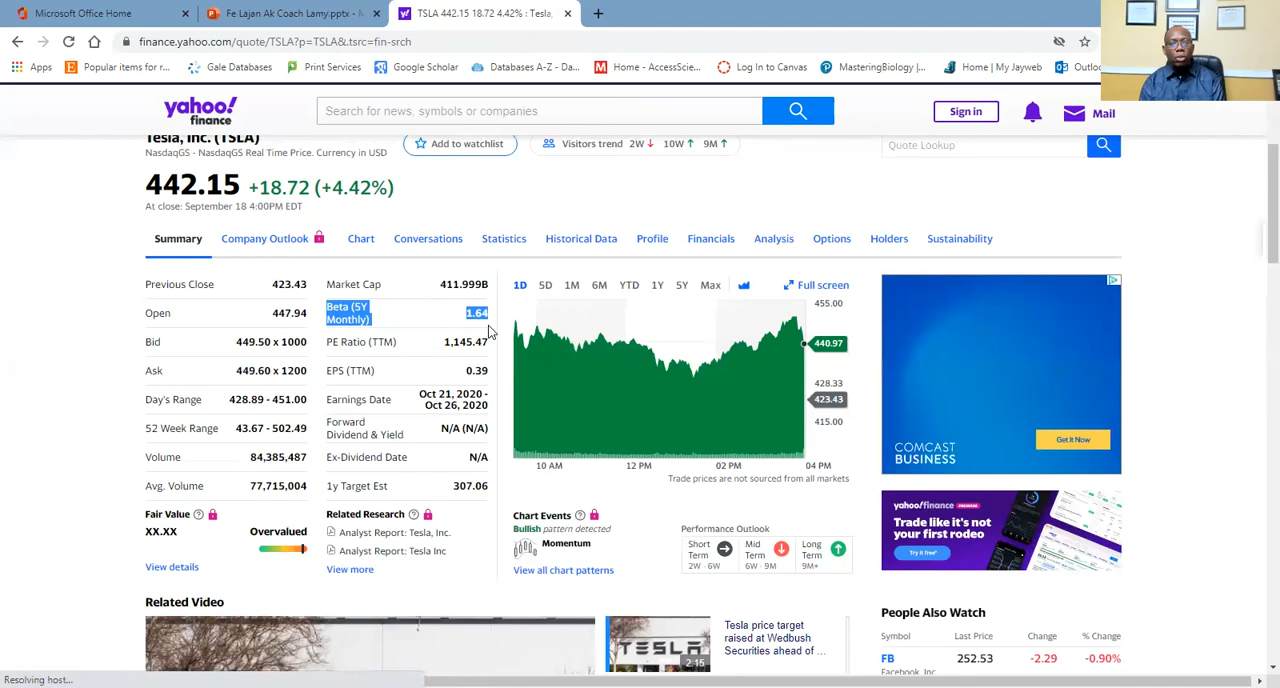 Microsoft Office Home
Fe Lajan Ak Coach Lamy.pptx - M
TSLA 442.15 18.72 4.42% : Tesla,
finance.yahoo.com/quote/TSLA?p=TSLA&.tsrc=fin-srch
Apps
Popular items for r...
Gale Databases
Print Services
Google Scholar
Databases A-Z - Da...
Home - AccessScie...
Log In to Canvas
MasteringBiology |...
Home | My Jayweb
yahoo!
finance
Search for news, symbols or companies
Sign in
Mail
Tesla, Inc. (TSLA)
NasdaqGS - NasdaqGS Real Time Price. Currency in USD
Add to watchlist
Visitors trend 2W↓ 10W↑ 9M↑
Quote Lookup
442.15 +18.72 (+4.42%)
At close: September 18 4:00PM EDT
Summary
Company Outlook
Chart
Conversations
Statistics
Historical Data
Profile
Financials
Analysis
Options
Holders
Sustainability
Previous Close 423.43
Open 447.94
Bid 449.50 x 1000
Ask 449.60 x 1200
Day's Range 428.89 - 451.00
52 Week Range 43.67 - 502.49
Volume 84,385,487
Avg. Volume 77,715,004
Market Cap 411.999B
Beta (5Y
Monthly) 1.64
PE Ratio (TTM) 1,145.47
EPS (TTM) 0.39
Earnings Date Oct 21, 2020 -
Oct 26, 2020
Forward
Dividend & Yield N/A (N/A)
Ex-Dividend Date N/A
1y Target Est 307.06
Fair Value
XX.XX Overvalued
View details
Related Research
Analyst Report: Tesla, Inc.
Analyst Report: Tesla Inc
View more
1D 5D 1M 6M YTD 1Y 5Y Max
Full screen
455.00
440.97
428.33
423.43
415.00
10 AM 12 PM 02 PM 04 PM
Trade prices are not sourced from all markets
Chart Events
Bullish pattern detected
Momentum
View all chart patterns
Performance Outlook
Short
Term
2W - 6W
Mid
Term
6W - 9M
Long
Term
9M+
COMCAST
BUSINESS
Get It Now
yahoo!finance PREMIUM
Trade like it's not
your first rodeo
Try it free*
Related Video
TESLA
2:15
Tesla price target
raised at Wedbush
Securities ahead of ...
People Also Watch
Symbol Last Price Change % Change
FB 252.53 -2.29 -0.90%
Facebook, Inc.
Resolving host...